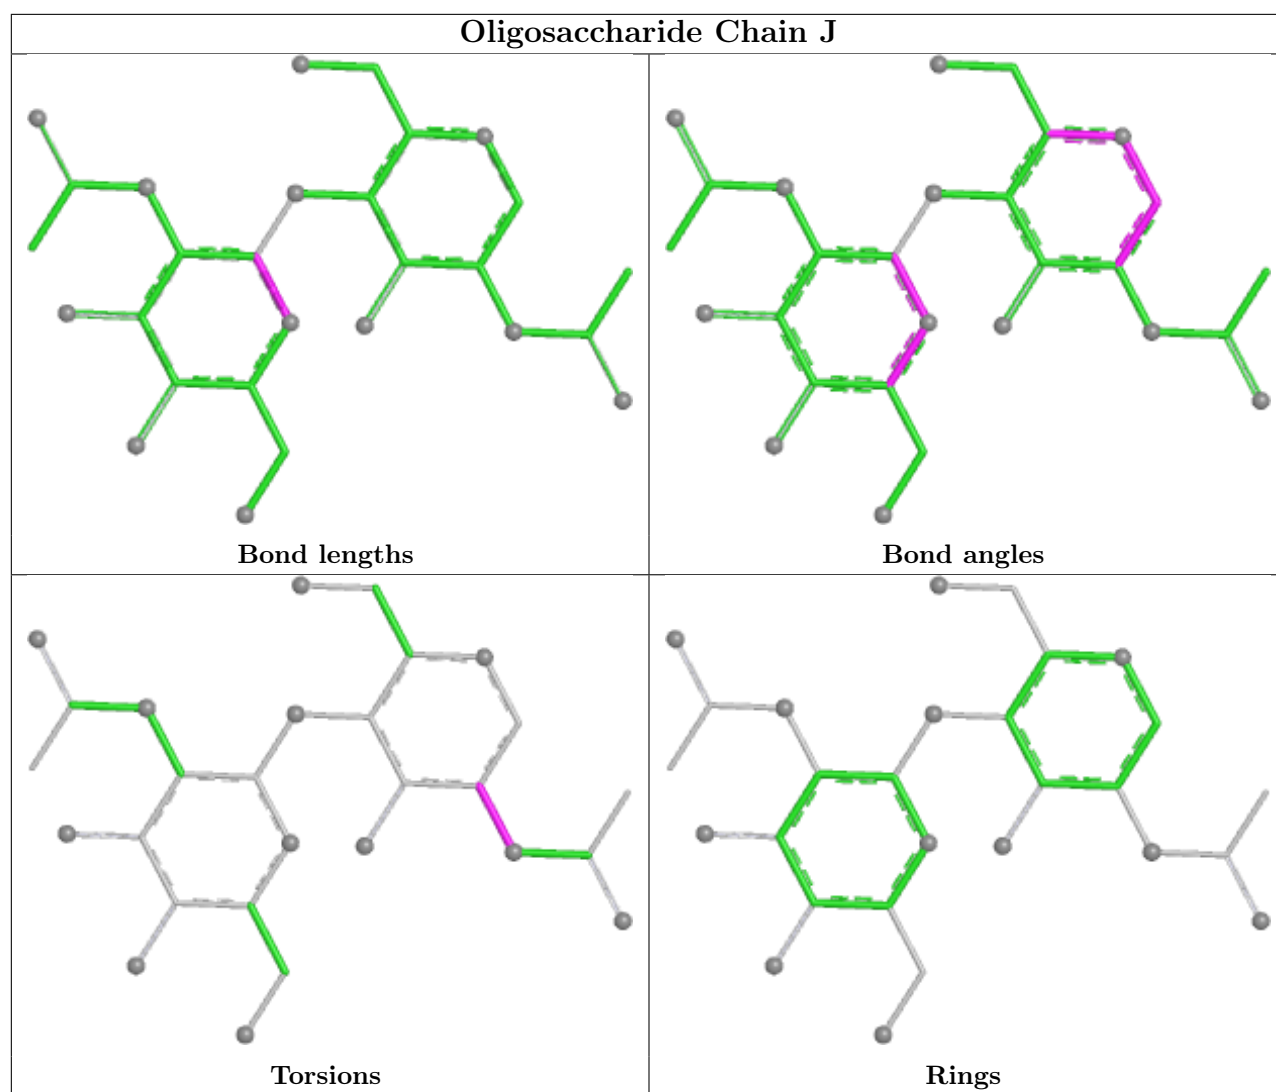 Oligosaccharide Chain J
Bond lengths
Bond angles
Torsions
Rings